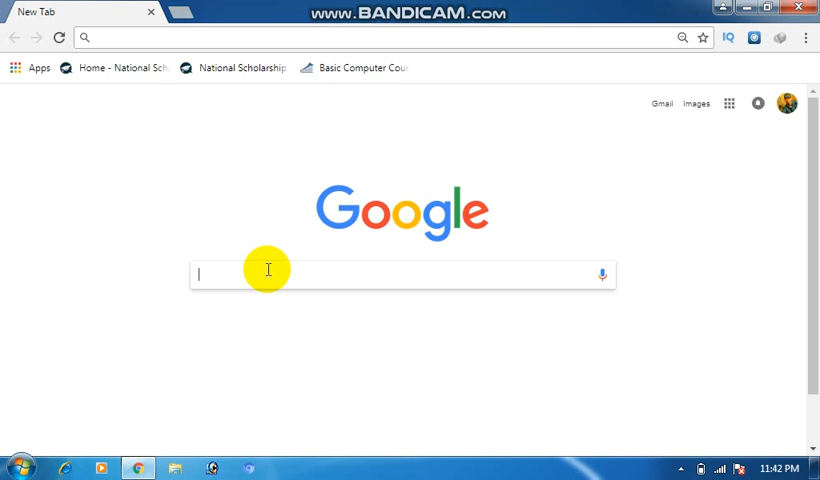 New Tab
WWW.BANDICAM.COM
Apps
Home - National Sch
National Scholarship
Basic Computer Cour
IQ
Gmail
Images
Google
11:42 PM